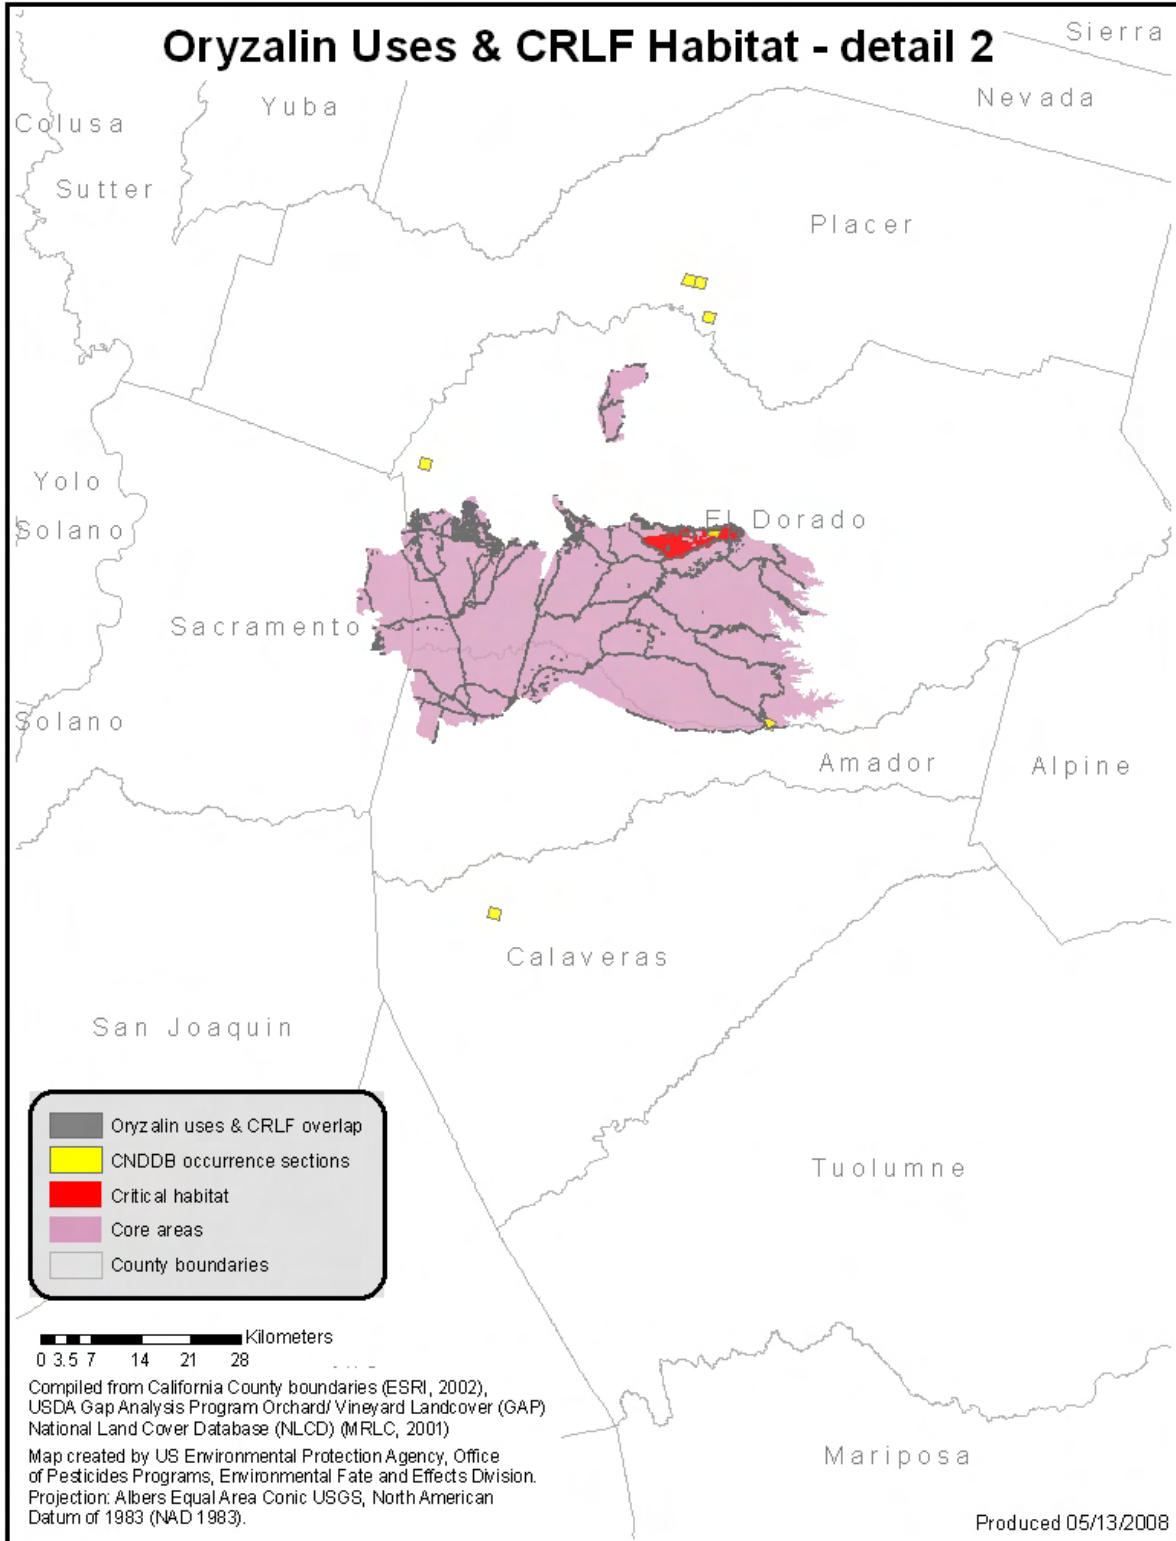 Oryzalin Uses & CRLF Habitat - detail 2
Sierra
Nevada
Yuba
Colusa
Sutter
Placer
Yolo
Solano
El Dorado
Sacramento
Solano
Amador
Alpine
Calaveras
San Joaquin
Tuolumne
Mariposa
Oryzalin uses & CRLF overlap
CNDDB occurrence sections
Critical habitat
Core areas
County boundaries
Kilometers
0 3.5 7 14 21 28
Compiled from California County boundaries (ESRI, 2002),
USDA Gap Analysis Program Orchard/ Vineyard Landcover (GAP)
National Land Cover Database (NLCD) (MRLC, 2001)
Map created by US Environmental Protection Agency, Office
of Pesticides Programs, Environmental Fate and Effects Division.
Projection: Albers Equal Area Conic USGS, North American
Datum of 1983 (NAD 1983).
Produced 05/13/2008